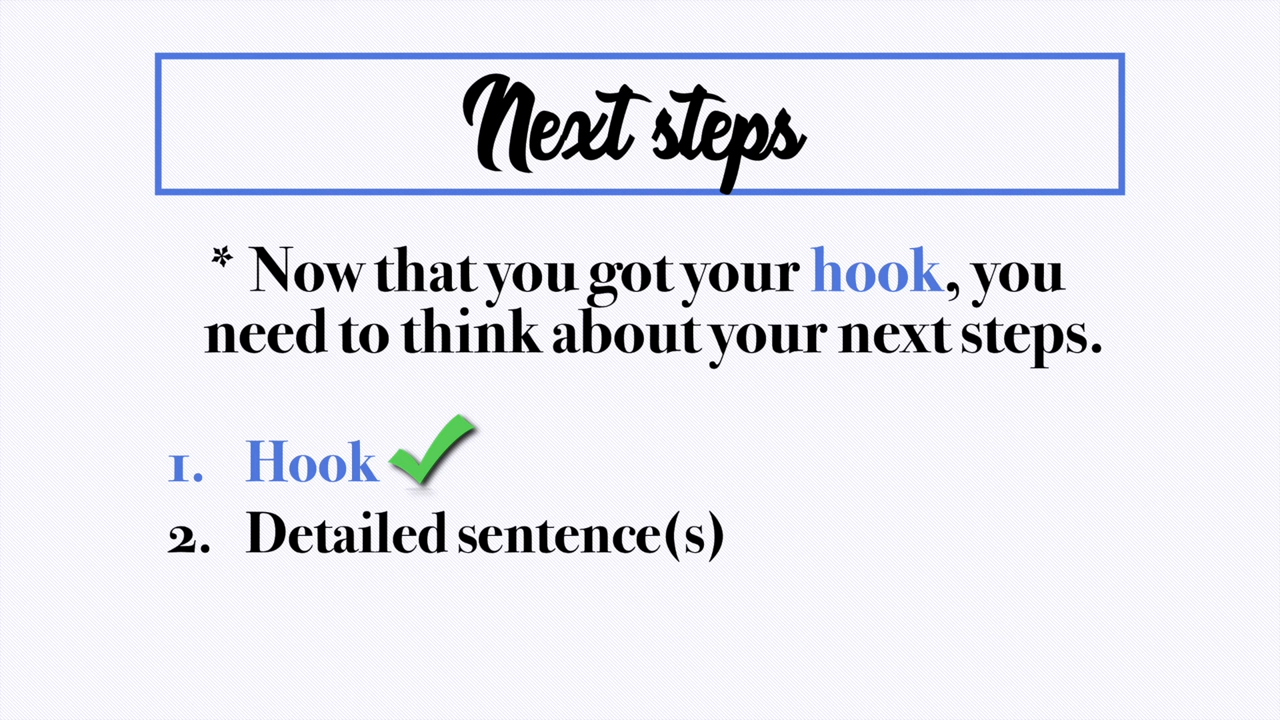 Next steps
* Now that you got your hook, you
need to think about your next steps.
1. Hook
2. Detailed sentence(s)